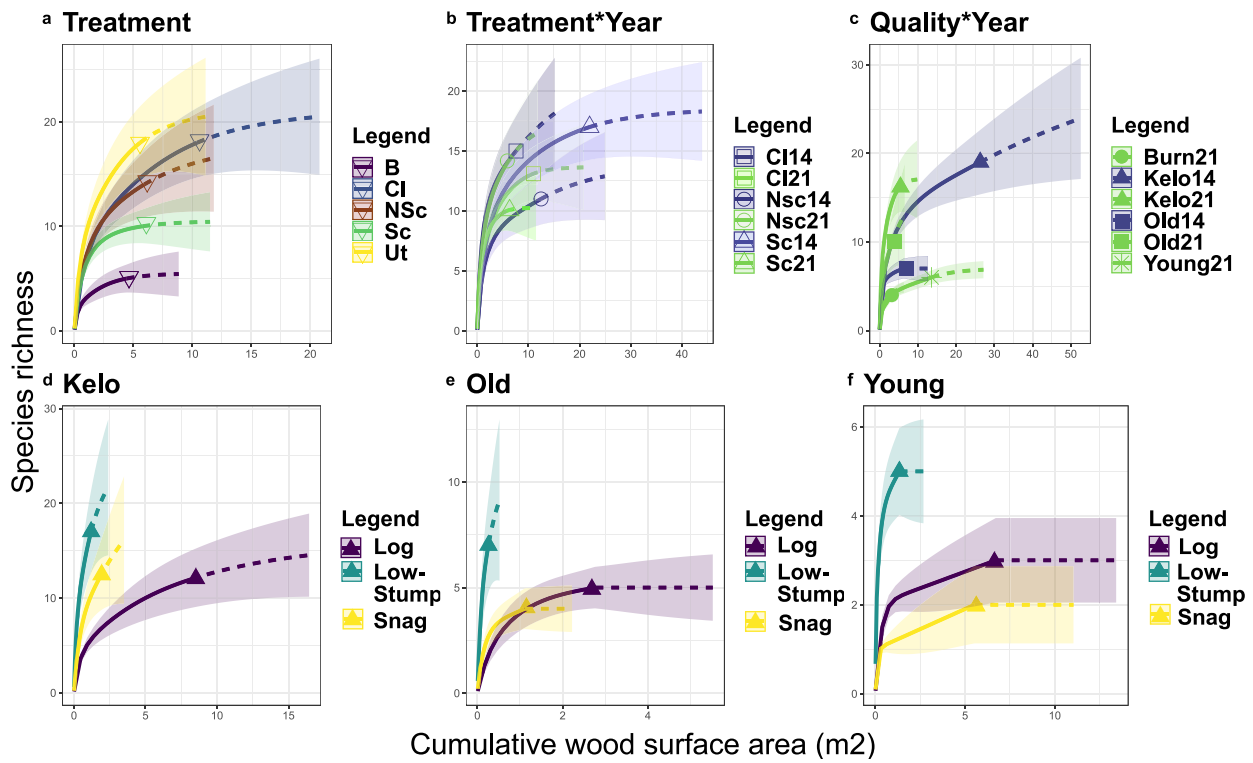 a Treatment
b Treatment*Year
c Quality*Year
20
10
0
0 5 10 15 20
Legend
B
Cl
NSc
Sc
Ut
25
20
15
10
5
0
0 10 20 30 40
Legend
Cl14
Cl21
Nsc14
Nsc21
Sc14
Sc21
30
20
10
0
0 10 20 30 40 50
Legend
Burn21
Kelo14
Kelo21
Old14
Old21
Young21
Species richness
d Kelo
e Old
f Young
30
20
10
0
0 5 10 15
Legend
Log
Low-
Stump
Snag
10
5
0
0 2 4
Legend
Log
Low-
Stump
Snag
6
4
2
0
0 5 10
Legend
Log
Low-
Stump
Snag
Cumulative wood surface area (m2)